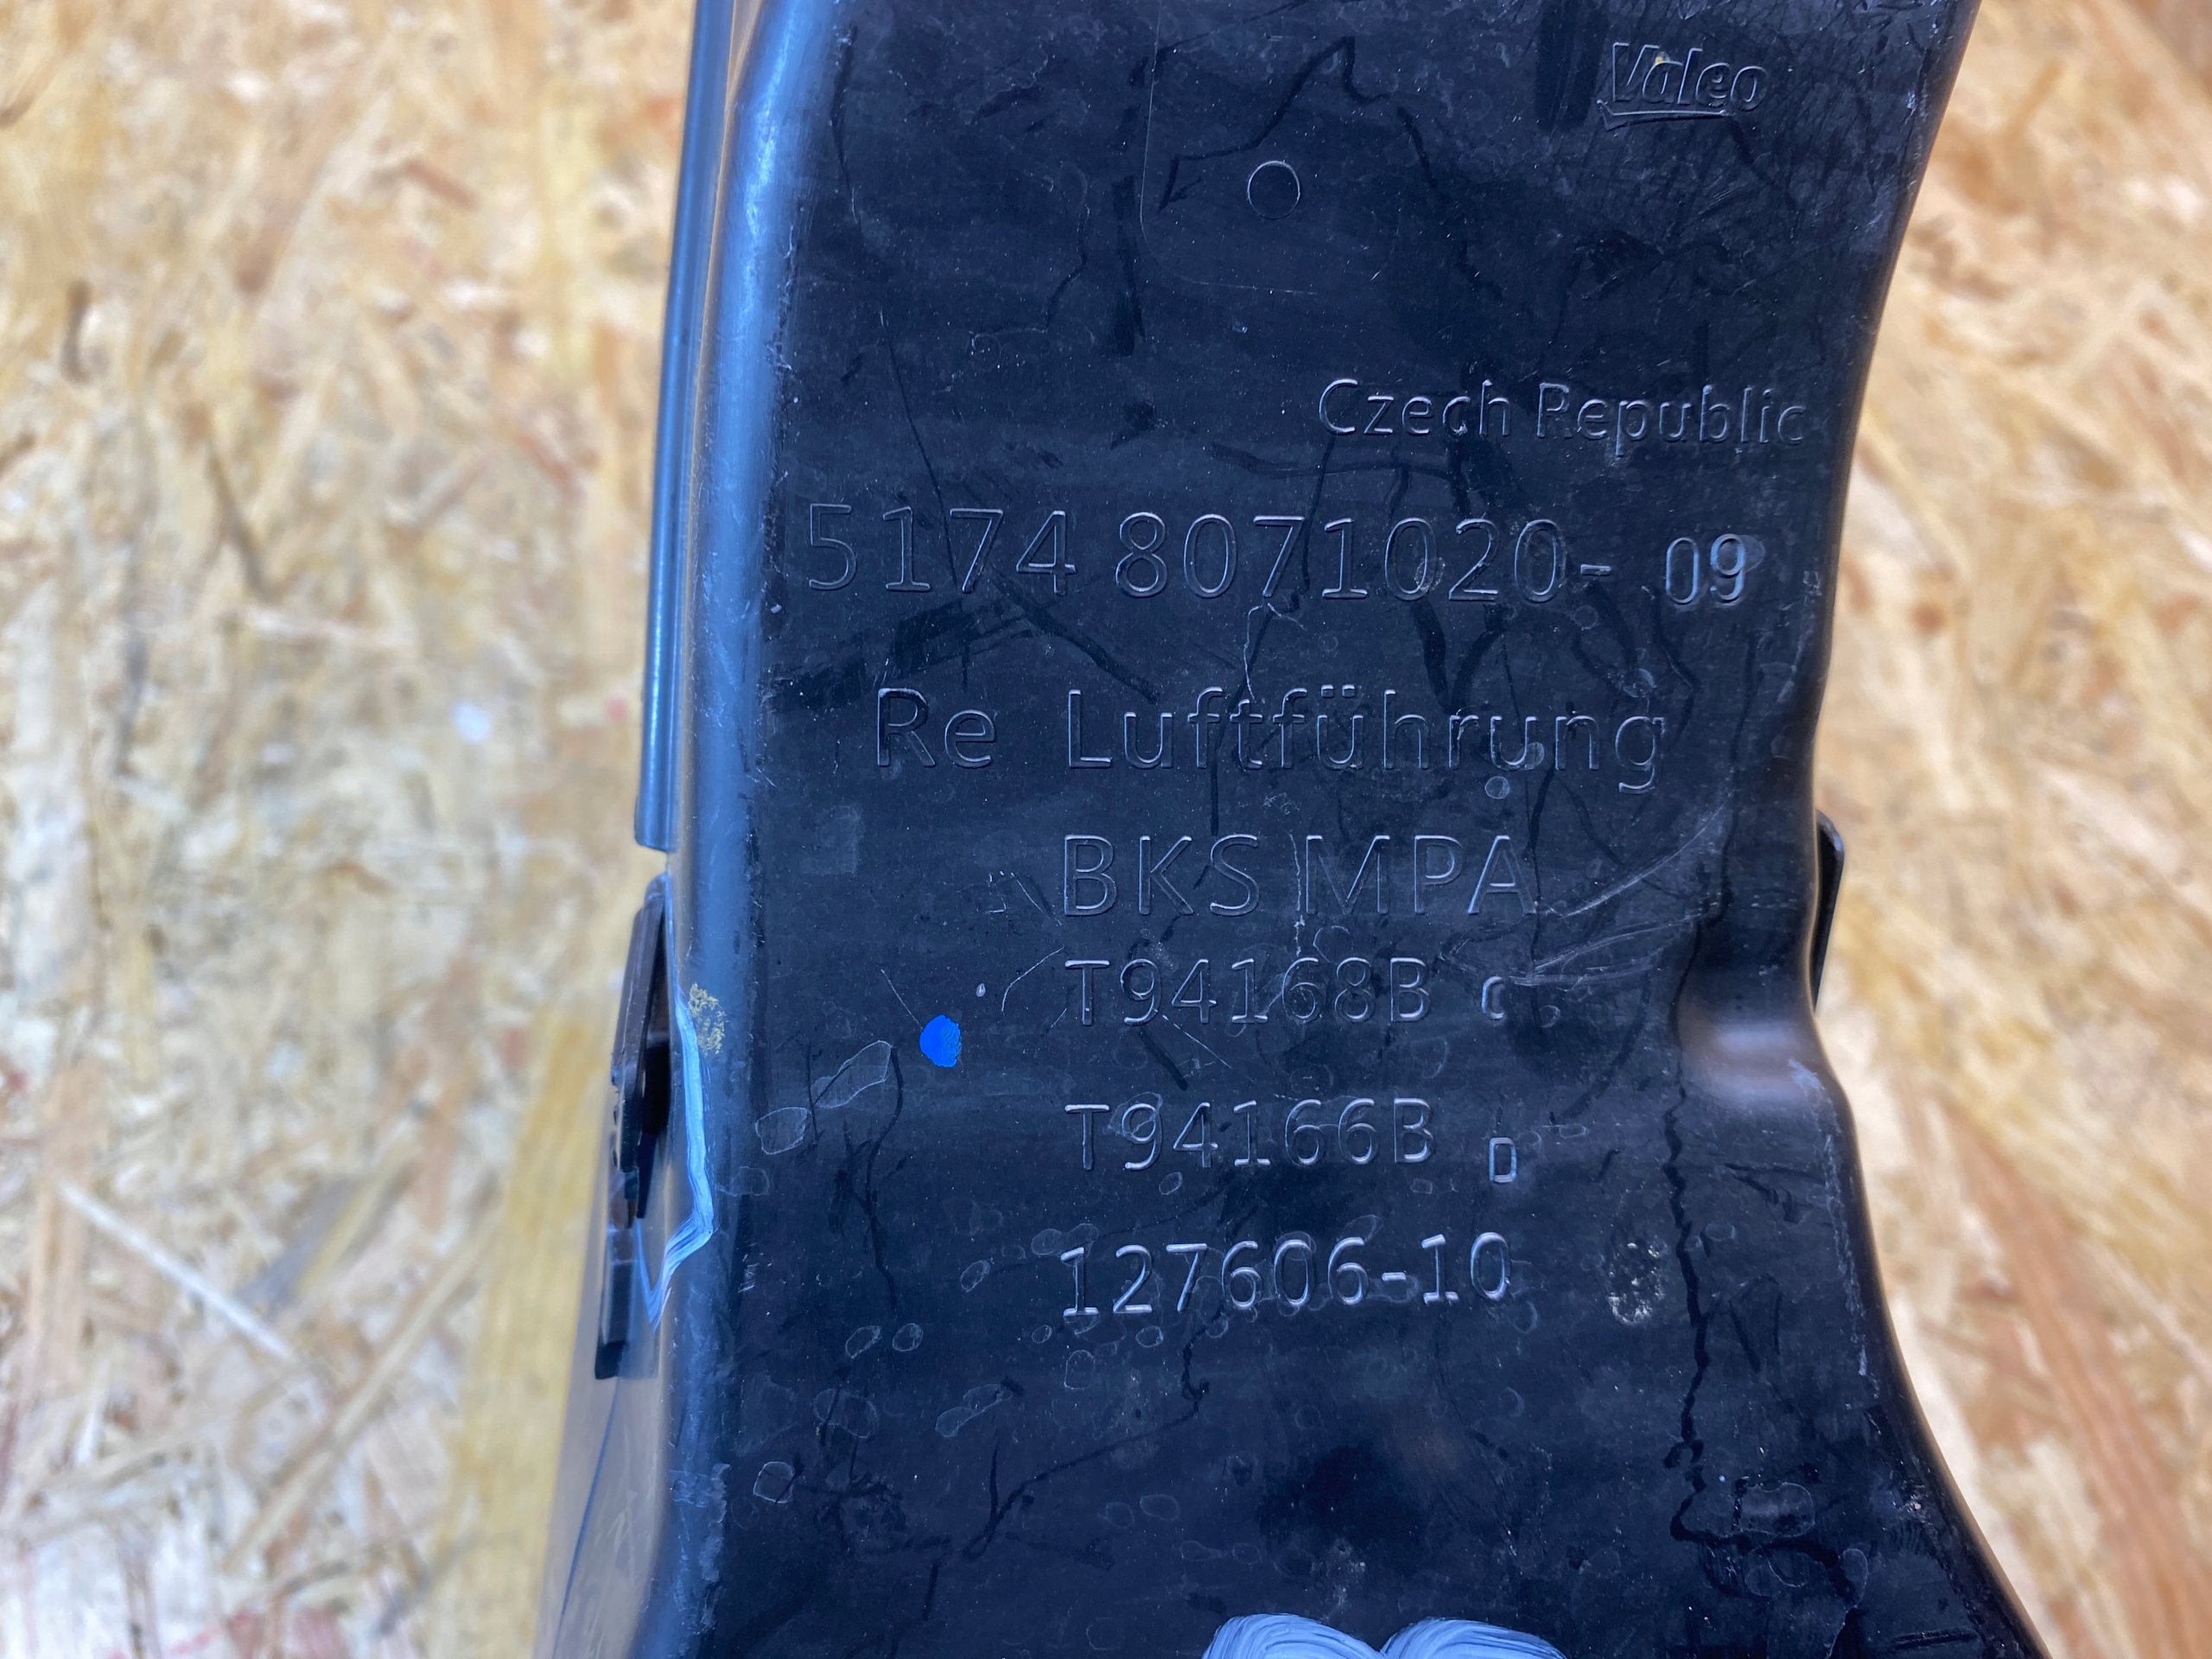 Valeo
Czech Republic
5174 8071020- 09
Re Luftführung
BKS MPA
T94168B C
T94166B D
127606-10